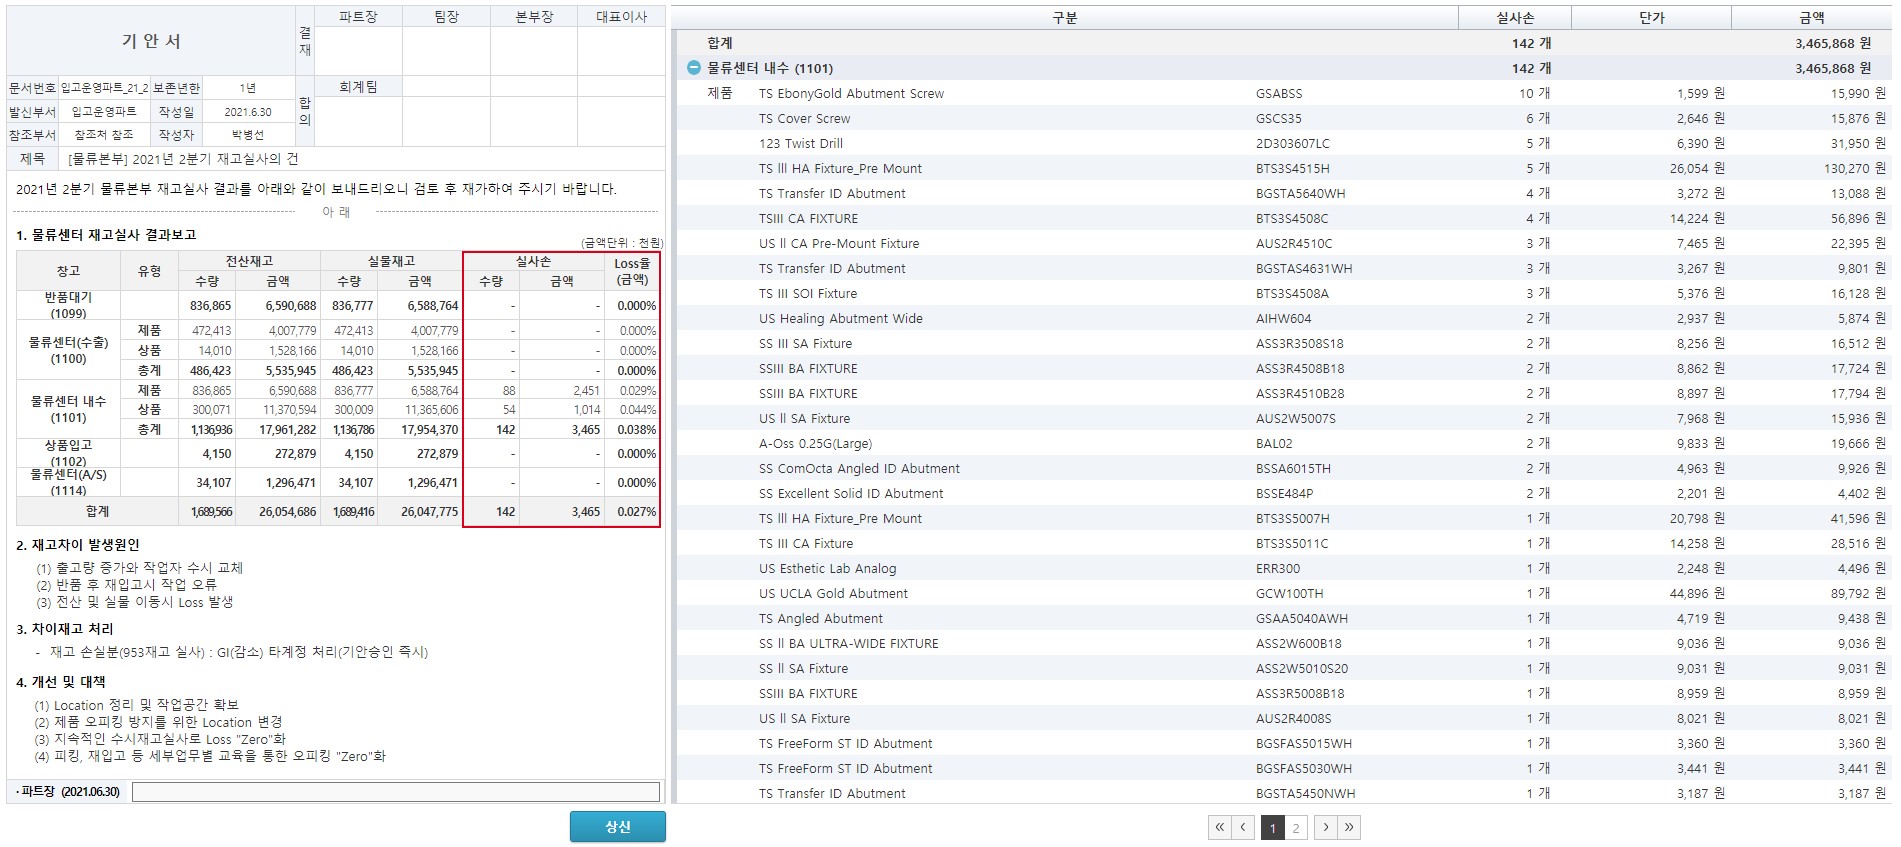 기 안 서
결재
파트장 팀장 본부장 대표이사
문서번호 입고운영파트_21_2 보존년한 1년
합의
회계팀
발신부서 입고운영파트 작성일 2021.6.30
참조부서 참조처 참조 작성자 박병선
제목 [물류본부] 2021년 2분기 재고실사의 건
2021년 2분기 물류본부 재고실사 결과를 아래와 같이 보내드리오니 검토 후 재가하여 주시기 바랍니다.
아 래
1. 물류센터 재고실사 결과보고
(금액단위 : 천원)
창고 유형 전산재고 실물재고 실사손 Loss율 (금액)
수량 금액 수량 금액 수량 금액
반품대기 (1099) 836,865 6,590,688 836,777 6,588,764 - - 0.000%
물류센터(수출) (1100)
제품 472,413 4,007,779 472,413 4,007,779 - - 0.000%
상품 14,010 1,528,166 14,010 1,528,166 - - 0.000%
총계 486,423 5,535,945 486,423 5,535,945 - - 0.000%
물류센터 내수 (1101)
제품 836,865 6,590,688 836,777 6,588,764 88 2,451 0.029%
상품 300,071 11,370,594 300,009 11,365,606 54 1,014 0.044%
총계 1,136,936 17,961,282 1,136,786 17,954,370 142 3,465 0.038%
상품입고 (1102) 4,150 272,879 4,150 272,879 - - 0.000%
물류센터(A/S) (1114) 34,107 1,296,471 34,107 1,296,471 - - 0.000%
합계 1,689,566 26,054,686 1,689,416 26,047,775 142 3,465 0.027%
2. 재고차이 발생원인
(1) 출고량 증가와 작업자 수시 교체
(2) 반품 후 재입고시 작업 오류
(3) 전산 및 실물 이동시 Loss 발생
3. 차이재고 처리
- 재고 손실분(953재고 실사) : GI(감소) 타계정 처리(기안승인 즉시)
4. 개선 및 대책
(1) Location 정리 및 작업공간 확보
(2) 제품 오피킹 방지를 위한 Location 변경
(3) 지속적인 수시재고실사로 Loss "Zero"화
(4) 피킹, 재입고 등 세부업무별 교육을 통한 오피킹 "Zero"화
· 파트장 (2021.06.30)
상신
구분 실사손 단가 금액
합계 142 개 3,465,868 원
물류센터 내수 (1101) 142 개 3,465,868 원
제품 TS EbonyGold Abutment Screw GSABSS 10 개 1,599 원 15,990 원
TS Cover Screw GSCS35 6 개 2,646 원 15,876 원
123 Twist Drill 2D303607LC 5 개 6,390 원 31,950 원
TS lll HA Fixture_Pre Mount BTS3S4515H 5 개 26,054 원 130,270 원
TS Transfer ID Abutment BGSTA5640WH 4 개 3,272 원 13,088 원
TSIII CA FIXTURE BTS3S4508C 4 개 14,224 원 56,896 원
US ll CA Pre-Mount Fixture AUS2R4510C 3 개 7,465 원 22,395 원
TS Transfer ID Abutment BGSTAS4631WH 3 개 3,267 원 9,801 원
TS III SOI Fixture BTS3S4508A 3 개 5,376 원 16,128 원
US Healing Abutment Wide AIHW604 2 개 2,937 원 5,874 원
SS III SA Fixture ASS3R3508S18 2 개 8,256 원 16,512 원
SSIII BA FIXTURE ASS3R4508B18 2 개 8,862 원 17,724 원
SSIII BA FIXTURE ASS3R4510B28 2 개 8,897 원 17,794 원
US ll SA Fixture AUS2W5007S 2 개 7,968 원 15,936 원
A-Oss 0.25G(Large) BAL02 2 개 9,833 원 19,666 원
SS ComOcta Angled ID Abutment BSSA6015TH 2 개 4,963 원 9,926 원
SS Excellent Solid ID Abutment BSSE484P 2 개 2,201 원 4,402 원
TS lll HA Fixture_Pre Mount BTS3S5007H 1 개 20,798 원 41,596 원
TS III CA Fixture BTS3S5011C 1 개 14,258 원 28,516 원
US Esthetic Lab Analog ERR300 1 개 2,248 원 4,496 원
US UCLA Gold Abutment GCW100TH 1 개 44,896 원 89,792 원
TS Angled Abutment GSAA5040AWH 1 개 4,719 원 9,438 원
SS ll BA ULTRA-WIDE FIXTURE ASS2W600B18 1 개 9,036 원 9,036 원
SS ll SA Fixture ASS2W5010S20 1 개 9,031 원 9,031 원
SSIII BA FIXTURE ASS3R5008B18 1 개 8,959 원 8,959 원
US ll SA Fixture AUS2R4008S 1 개 8,021 원 8,021 원
TS FreeForm ST ID Abutment BGSFAS5015WH 1 개 3,360 원 3,360 원
TS FreeForm ST ID Abutment BGSFAS5030WH 1 개 3,441 원 3,441 원
TS Transfer ID Abutment BGSTA5450NWH 1 개 3,187 원 3,187 원
« ‹ 1 2 › »